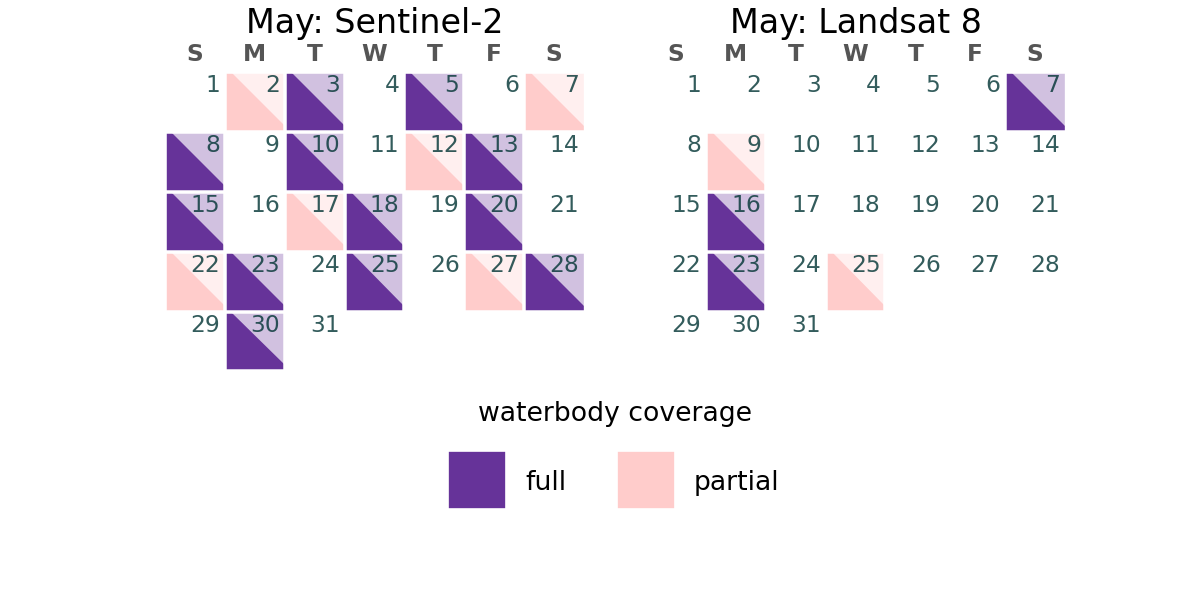 May: Sentinel-2
S M T W T F S
1 2 3 4 5 6 7
8 9 10 11 12 13 14
15 16 17 18 19 20 21
22 23 24 25 26 27 28
29 30 31
May: Landsat 8
S M T W T F S
1 2 3 4 5 6 7
8 9 10 11 12 13 14
15 16 17 18 19 20 21
22 23 24 25 26 27 28
29 30 31
waterbody coverage
full partial